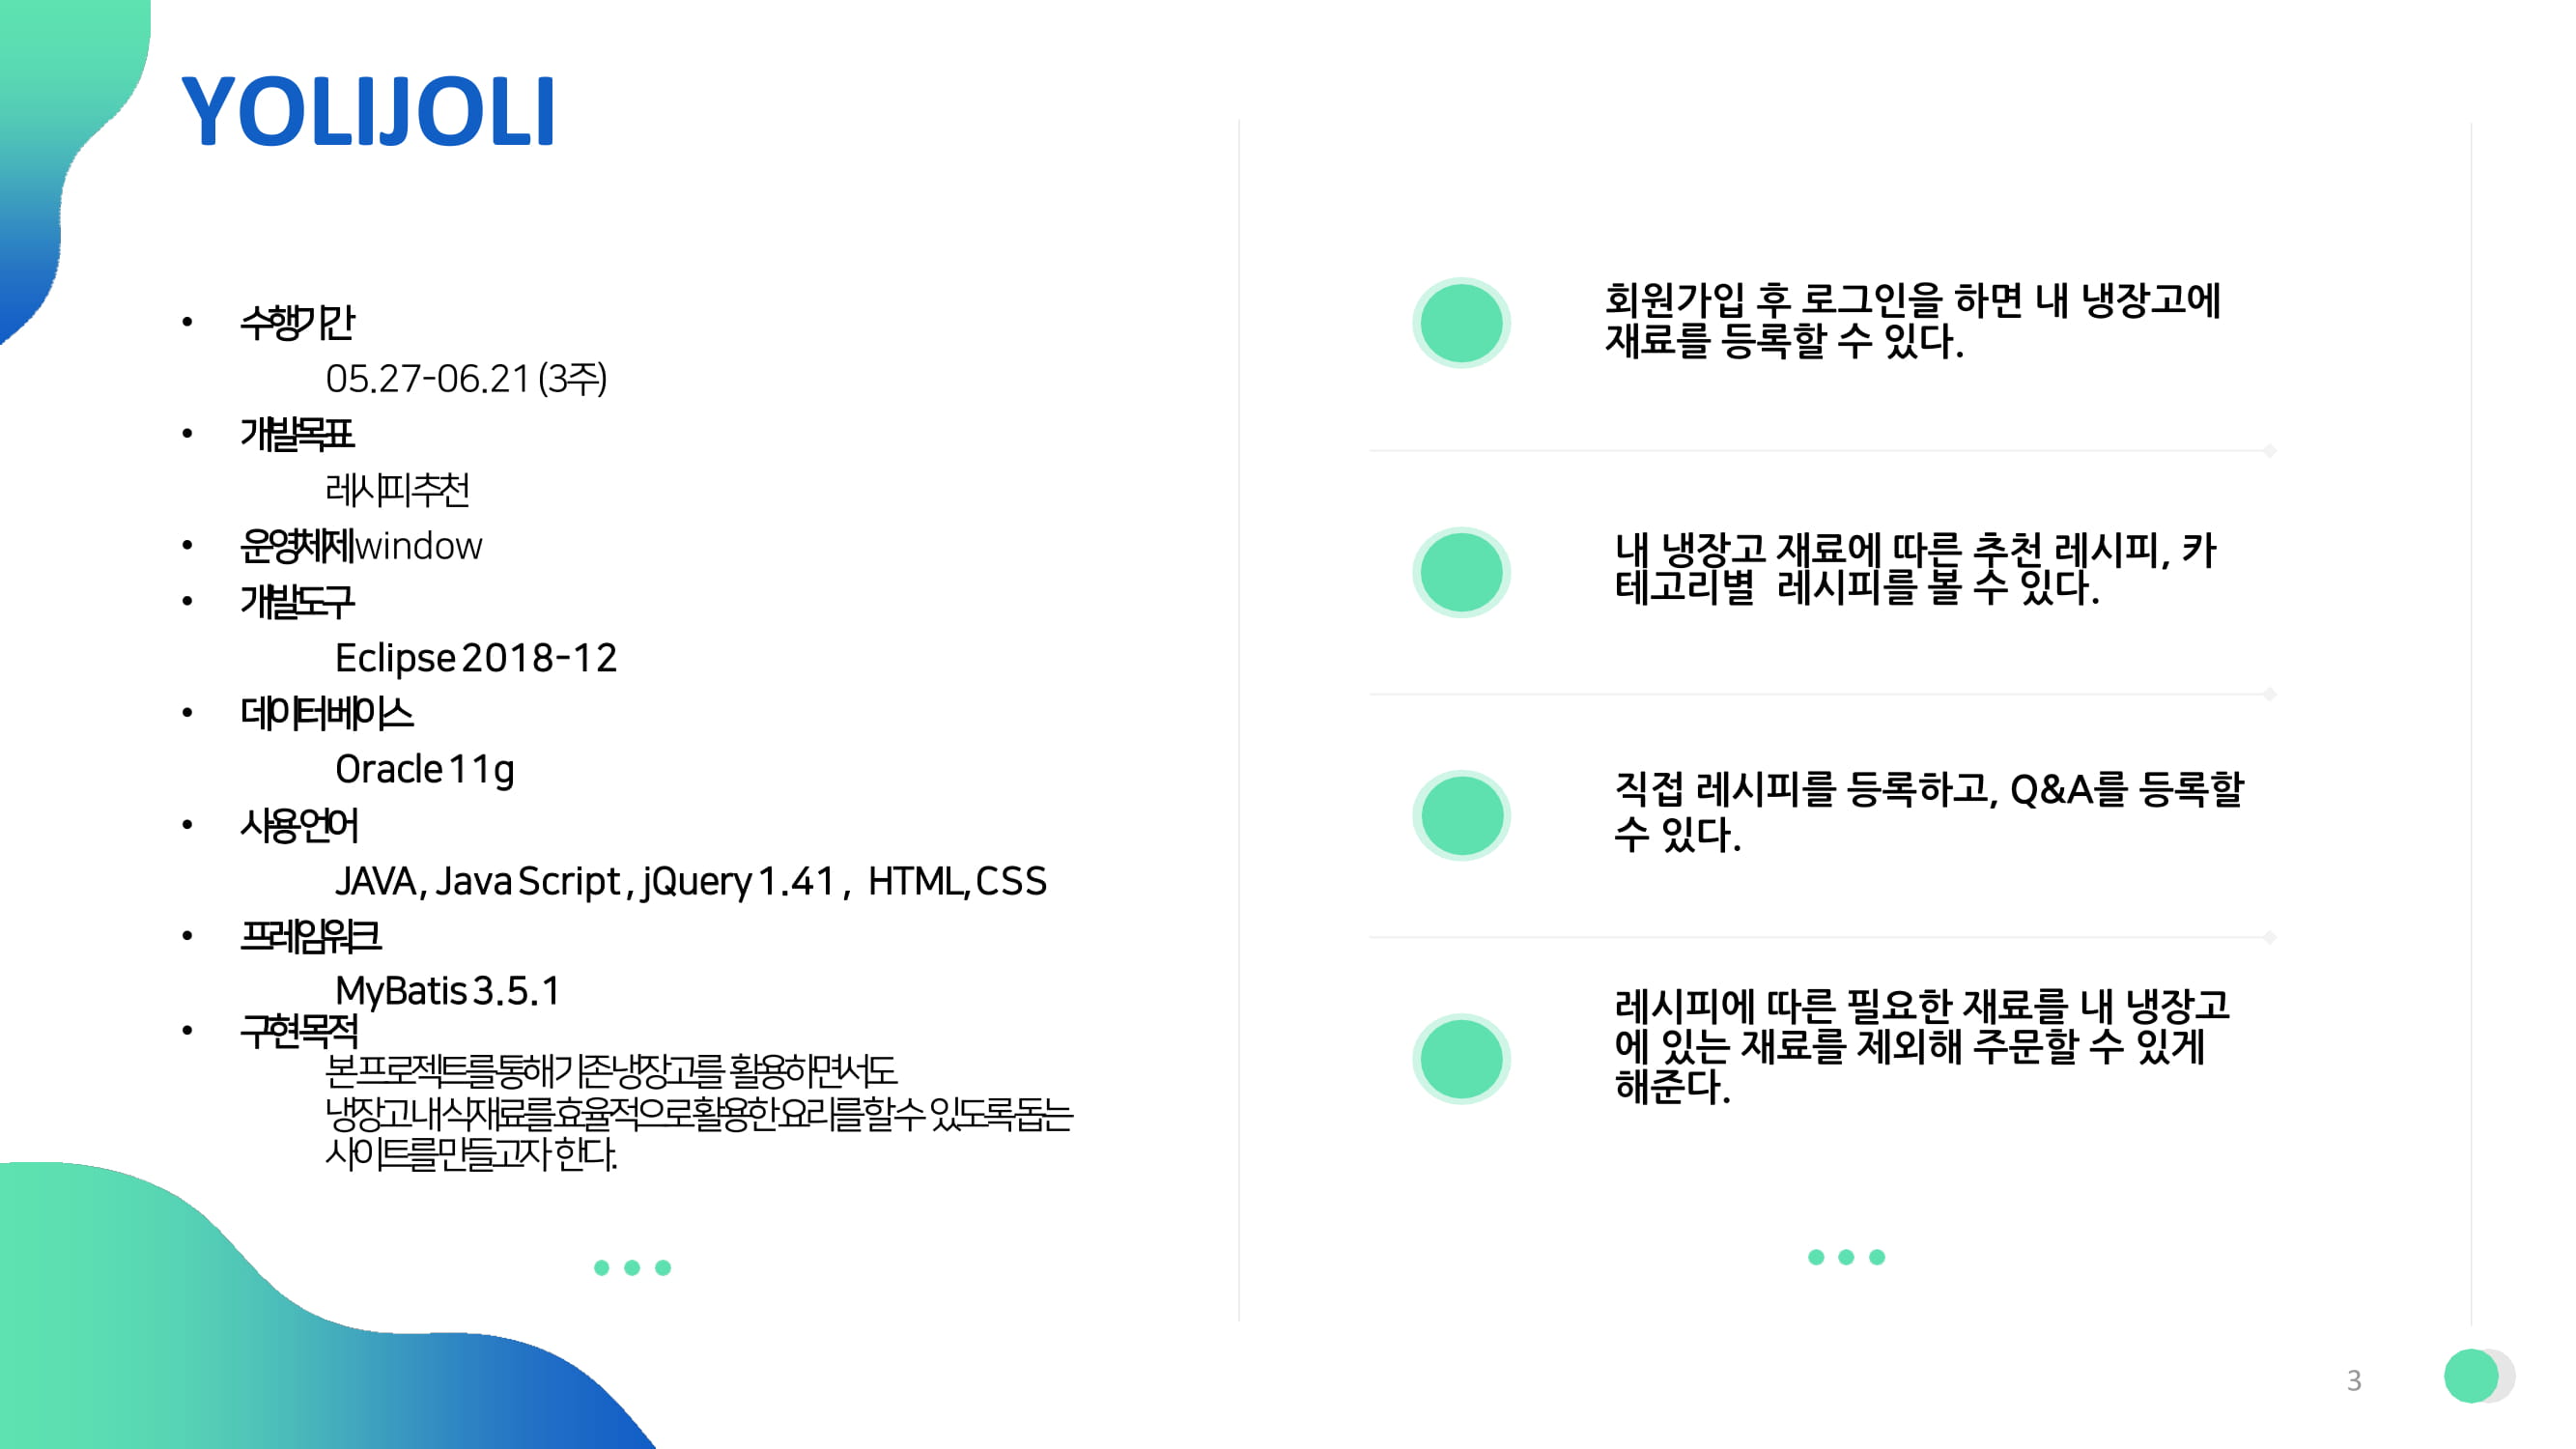 YOLIJOLI
• 수행기간
05.27-06.21 (3주)
• 개발목표
레시피 추천
• 운영체제 window
• 개발도구
Eclipse 2018-12
• 데이터베이스
Oracle 11g
• 사용언어
JAVA, Java Script, jQuery 1.41, HTML, CSS
• 프레임워크
MyBatis 3.5.1
• 구현목적
본 프로젝트를 통해 기존 냉장고를 활용하면서도
냉장고 내 식재료를 효율적으로 활용한 요리를 할 수 있도록 돕는
사이트를 만들고자 한다.
회원가입 후 로그인을 하면 내 냉장고에
재료를 등록할 수 있다.
내 냉장고 재료에 따른 추천 레시피, 카
테고리별 레시피를 볼 수 있다.
직접 레시피를 등록하고, Q&A를 등록할
수 있다.
레시피에 따른 필요한 재료를 내 냉장고
에 있는 재료를 제외해 주문할 수 있게
해준다.
3